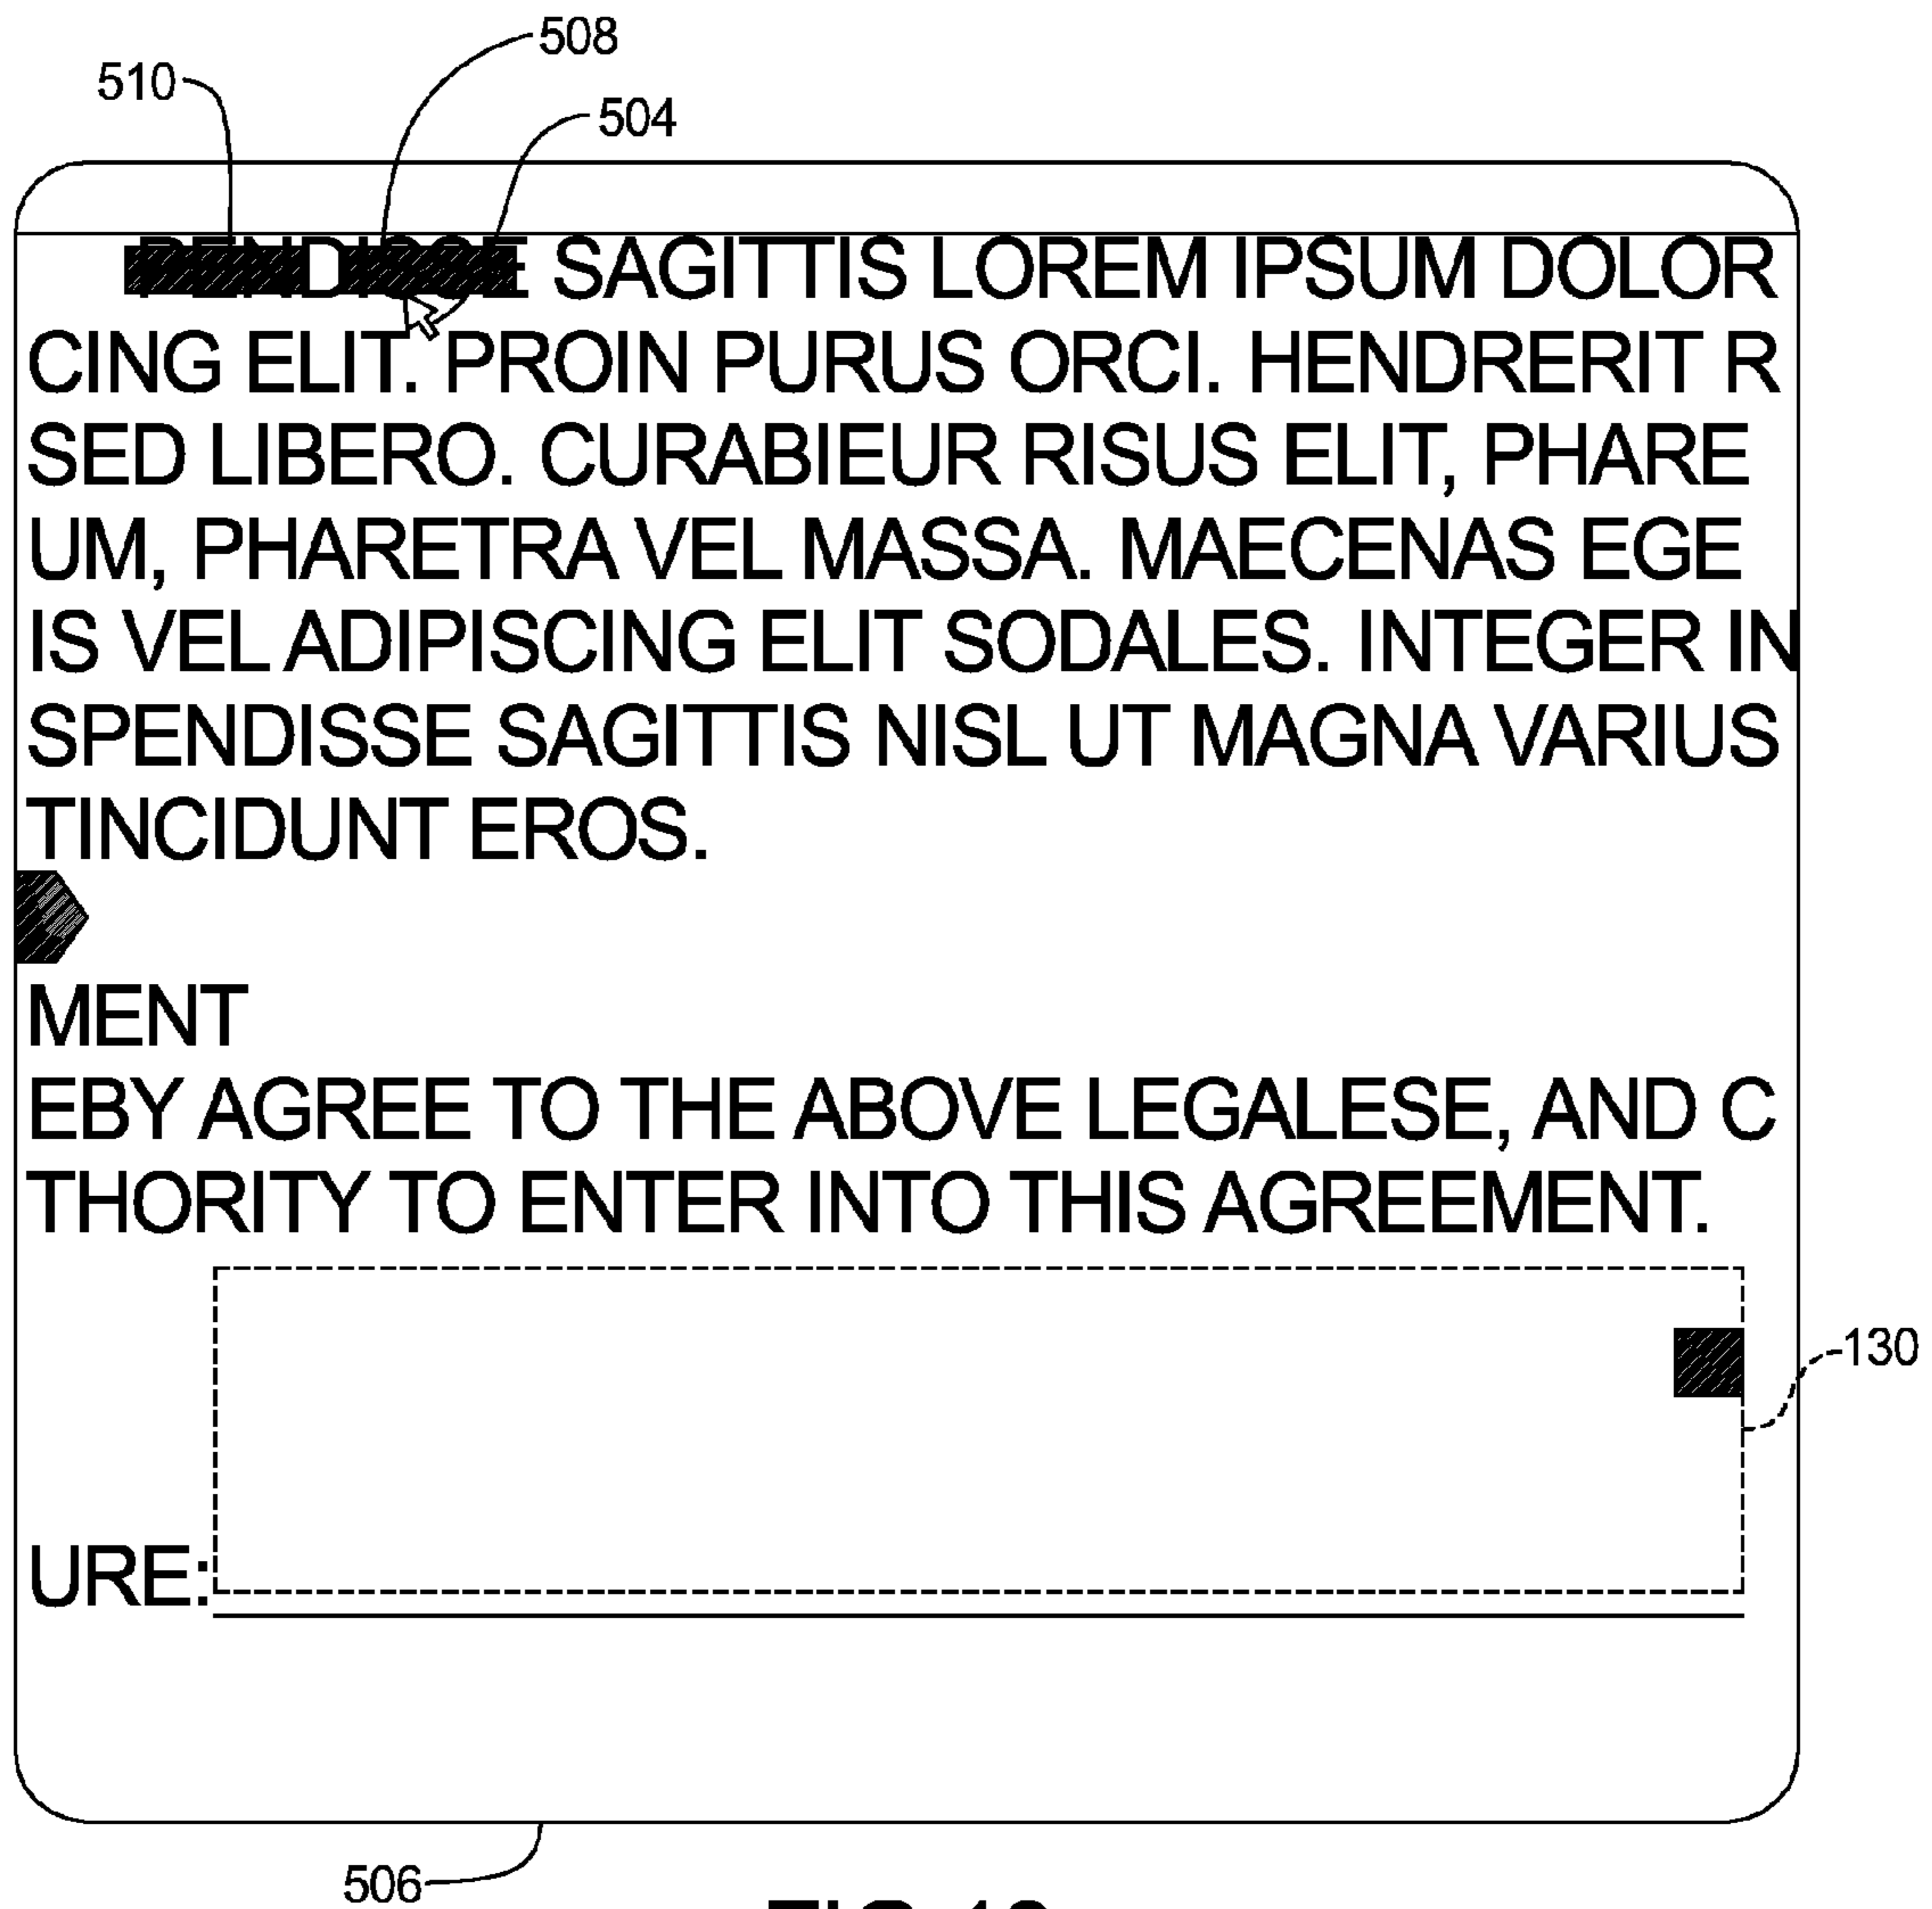 508
510
504
SAGITTIS LOREM IPSUM DOLOR
CING ELIT. PROIN PURUS ORCI. HENDRERIT R
SED LIBERO. CURABIEUR RISUS ELIT, PHARE
UM, PHARETRA VEL MASSA. MAECENAS EGE
IS VEL ADIPISCING ELIT SODALES. INTEGER IN
SPENDISSE SAGITTIS NISL UT MAGNA VARIUS
TINCIDUNT EROS.
MENT
EBY AGREE TO THE ABOVE LEGALESE, AND C
THORITY TO ENTER INTO THIS AGREEMENT.
130
URE:
506